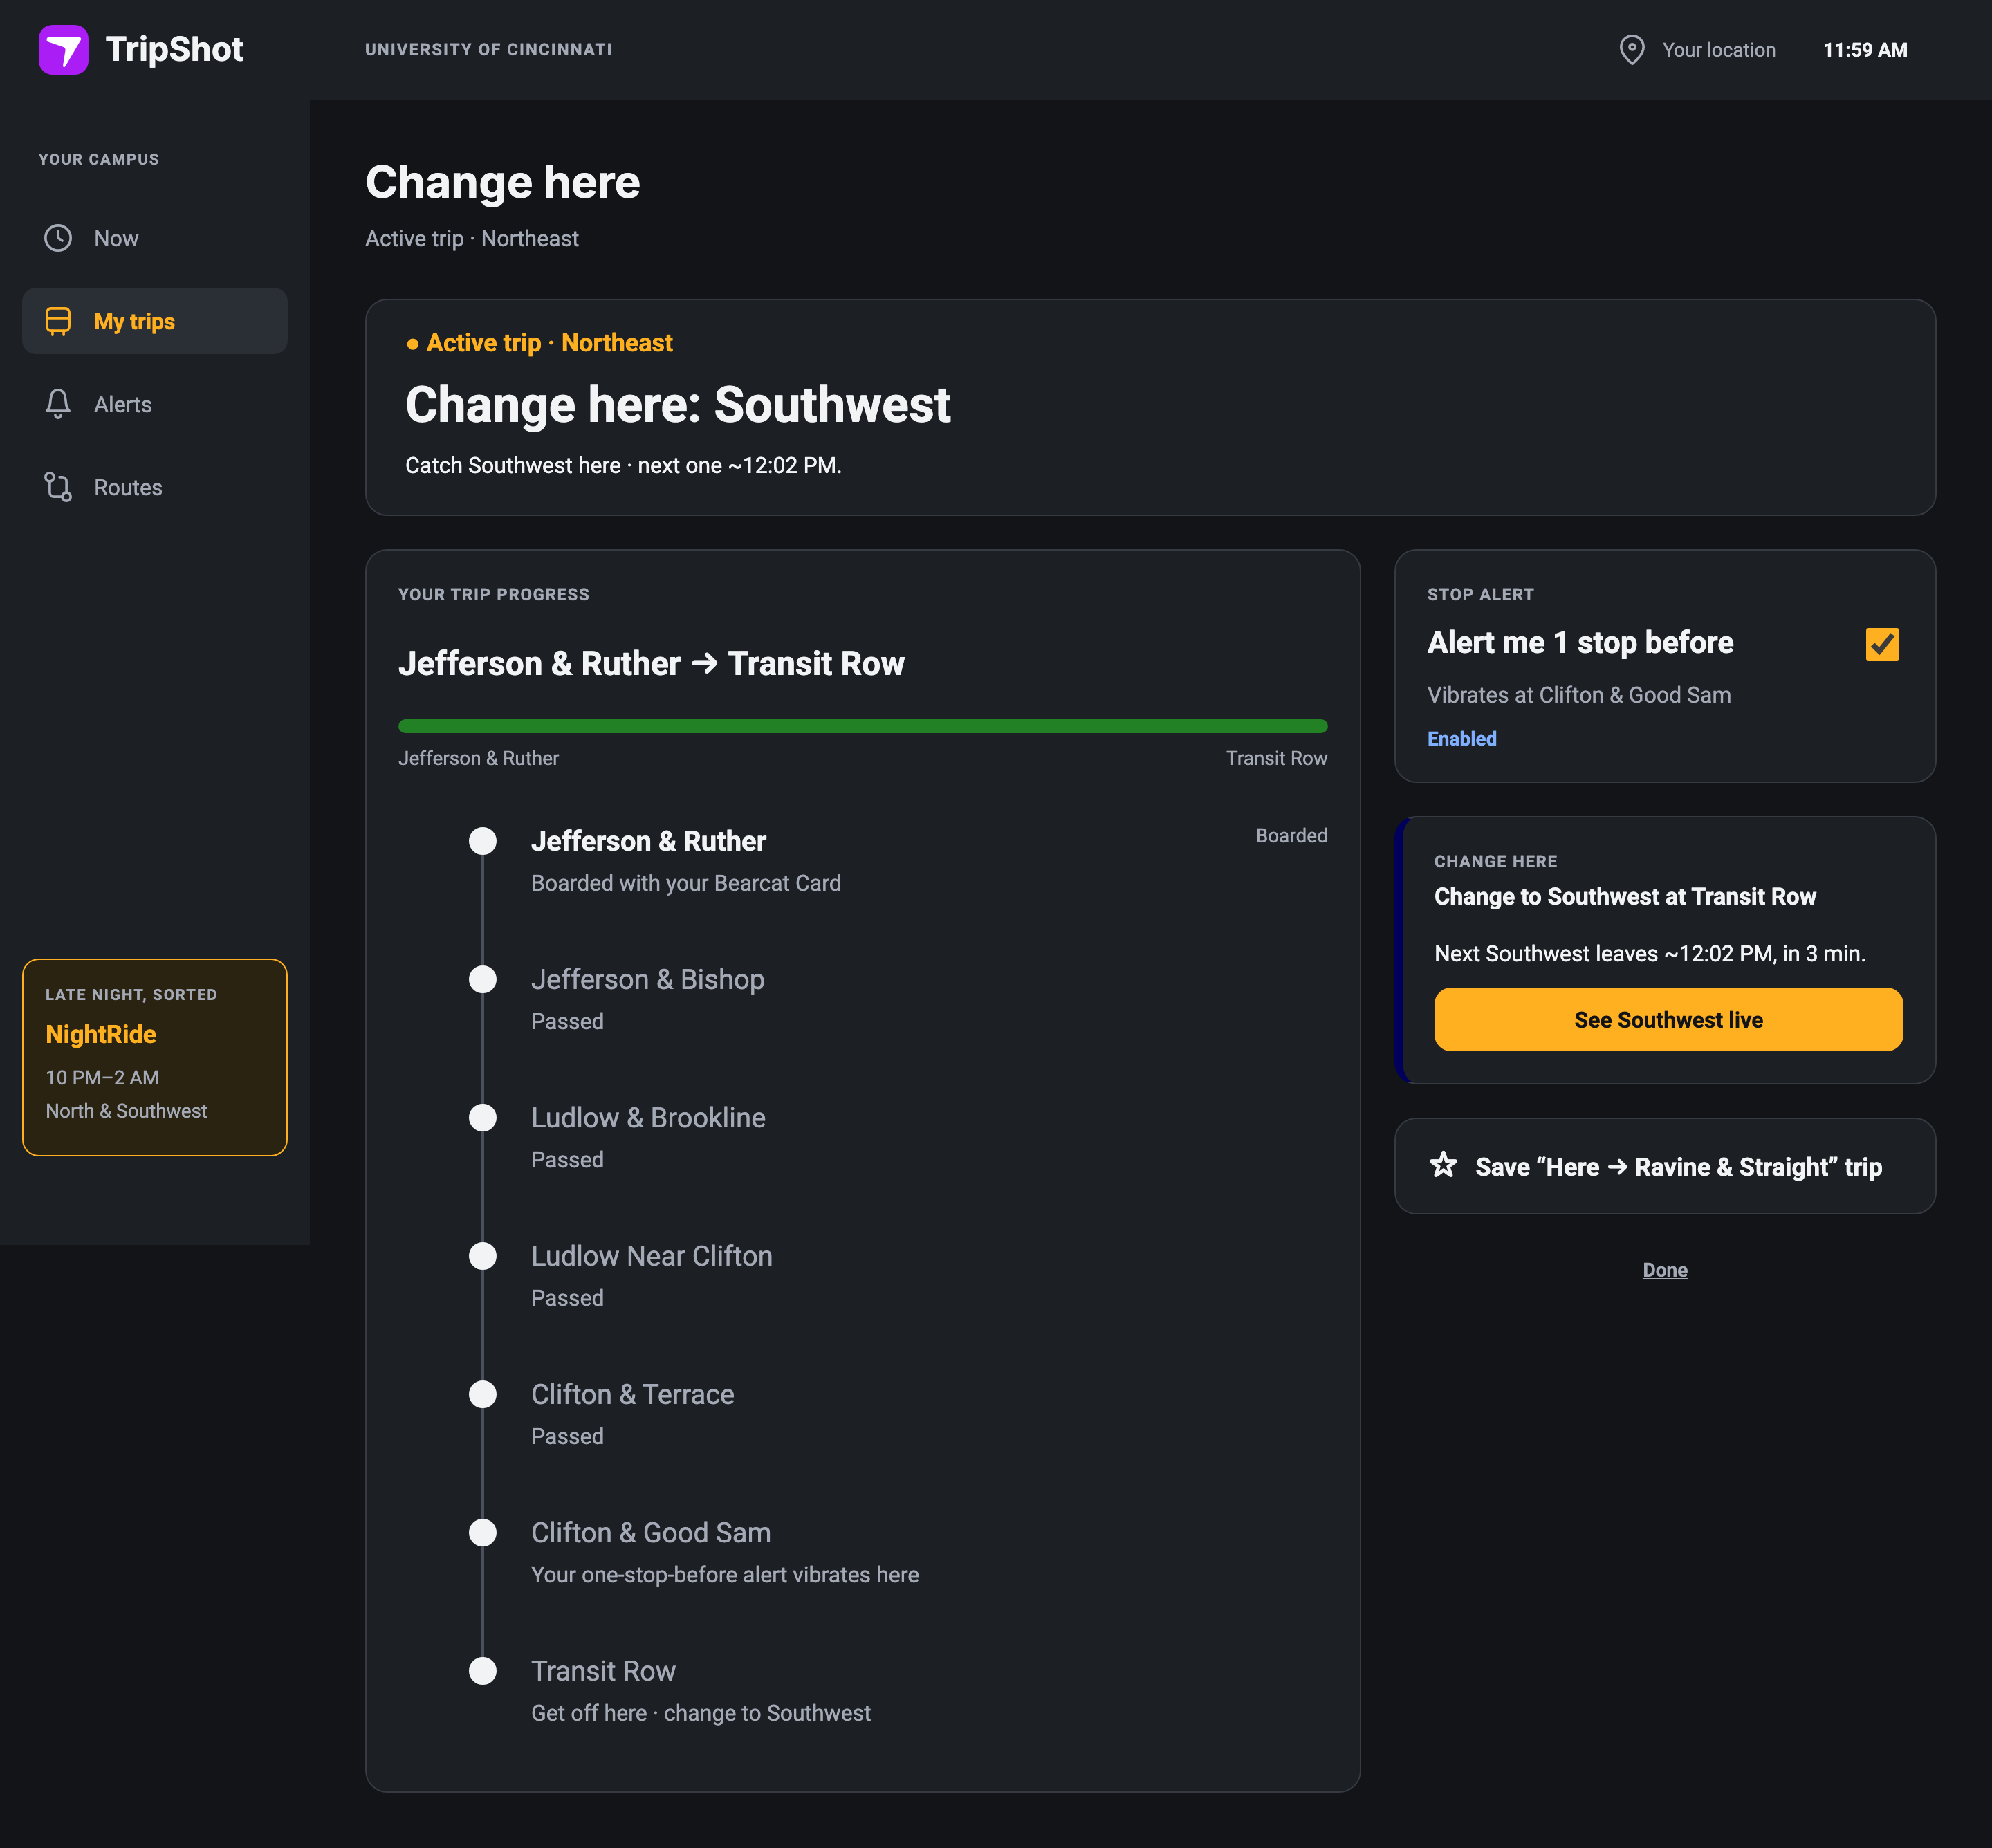 TripShot
UNIVERSITY OF CINCINNATI
Your location
11:59 AM
YOUR CAMPUS
Now
My trips
Alerts
Routes
LATE NIGHT, SORTED
NightRide
10 PM–2 AM
North & Southwest
Change here
Active trip · Northeast
Active trip · Northeast
Change here: Southwest
Catch Southwest here · next one ~12:02 PM.
YOUR TRIP PROGRESS
Jefferson & Ruther → Transit Row
Jefferson & Ruther
Transit Row
Jefferson & Ruther
Boarded
Boarded with your Bearcat Card
Jefferson & Bishop
Passed
Ludlow & Brookline
Passed
Ludlow Near Clifton
Passed
Clifton & Terrace
Passed
Clifton & Good Sam
Your one-stop-before alert vibrates here
Transit Row
Get off here · change to Southwest
STOP ALERT
Alert me 1 stop before
Vibrates at Clifton & Good Sam
Enabled
CHANGE HERE
Change to Southwest at Transit Row
Next Southwest leaves ~12:02 PM, in 3 min.
See Southwest live
Save “Here → Ravine & Straight” trip
Done